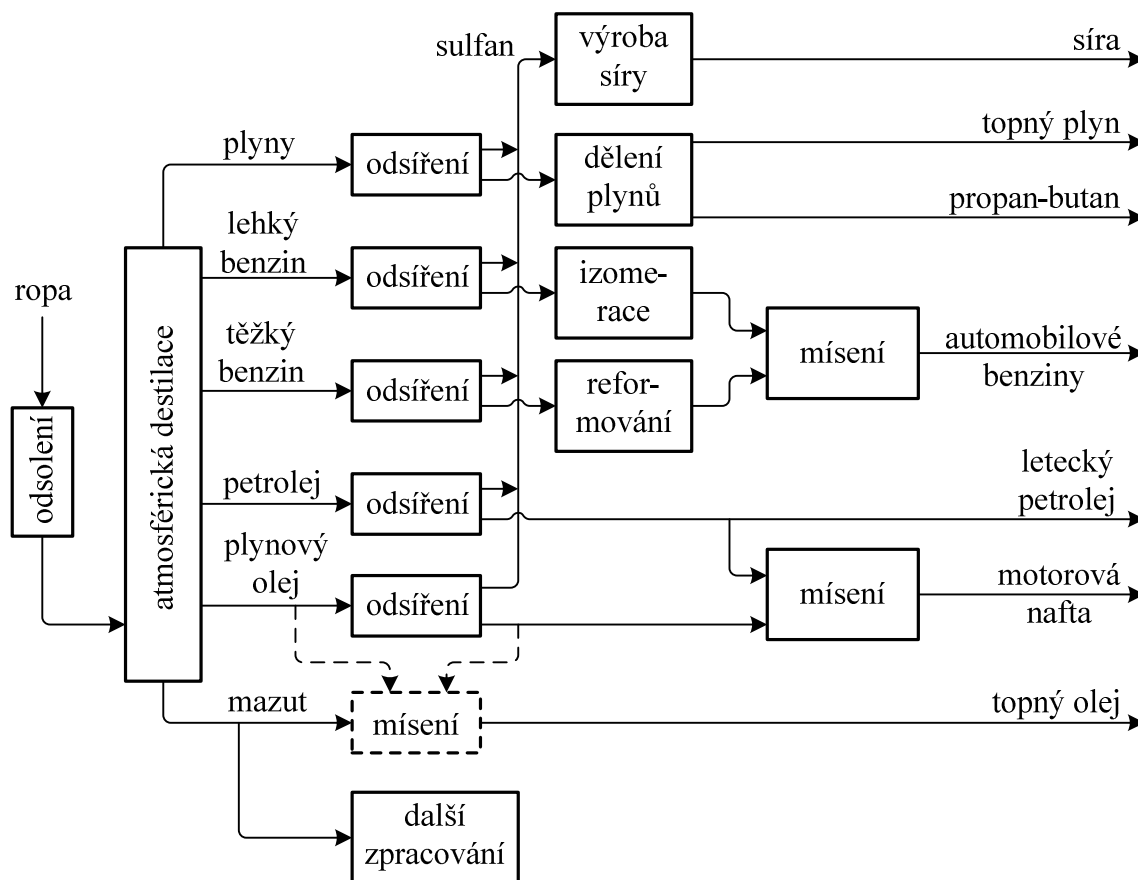 sulfan
výroba
síry
síra
plyny
odsíření
dělení
plynů
topný plyn
propan-butan
lehký
benzin
odsíření
izome-
race
ropa
těžký
benzin
odsíření
refor-
mování
mísení
automobilové
benziny
odsolení
atmosférická destilace
petrolej
odsíření
letecký
petrolej
plynový
olej
odsíření
mísení
motorová
nafta
mazut
mísení
topný olej
další
zpracování